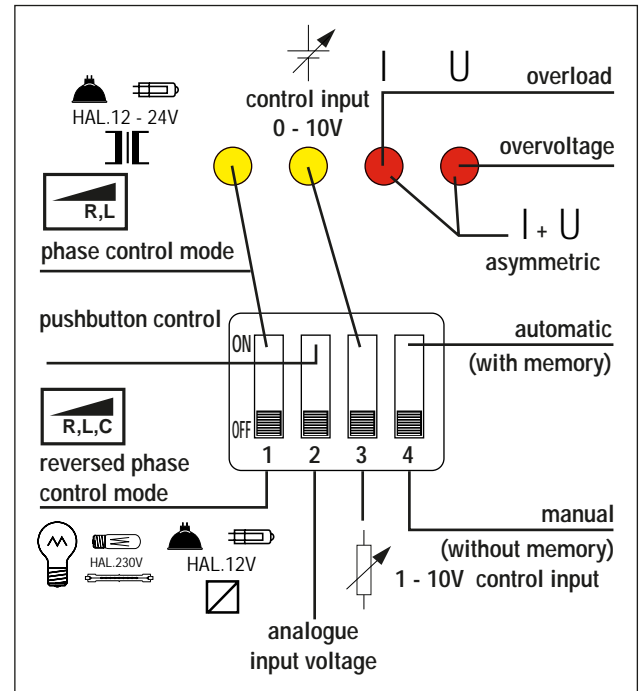 I U
overload
control input
0 - 10V
HAL.12 - 24V
overvoltage
R,L
I + U
asymmetric
phase control mode
pushbutton control
automatic
(with memory)
ON
OFF
R,L,C
1 2 3 4
reversed phase
control mode
manual
(without memory)
HAL.230V
HAL.12V
1 - 10V control input
analogue
input voltage